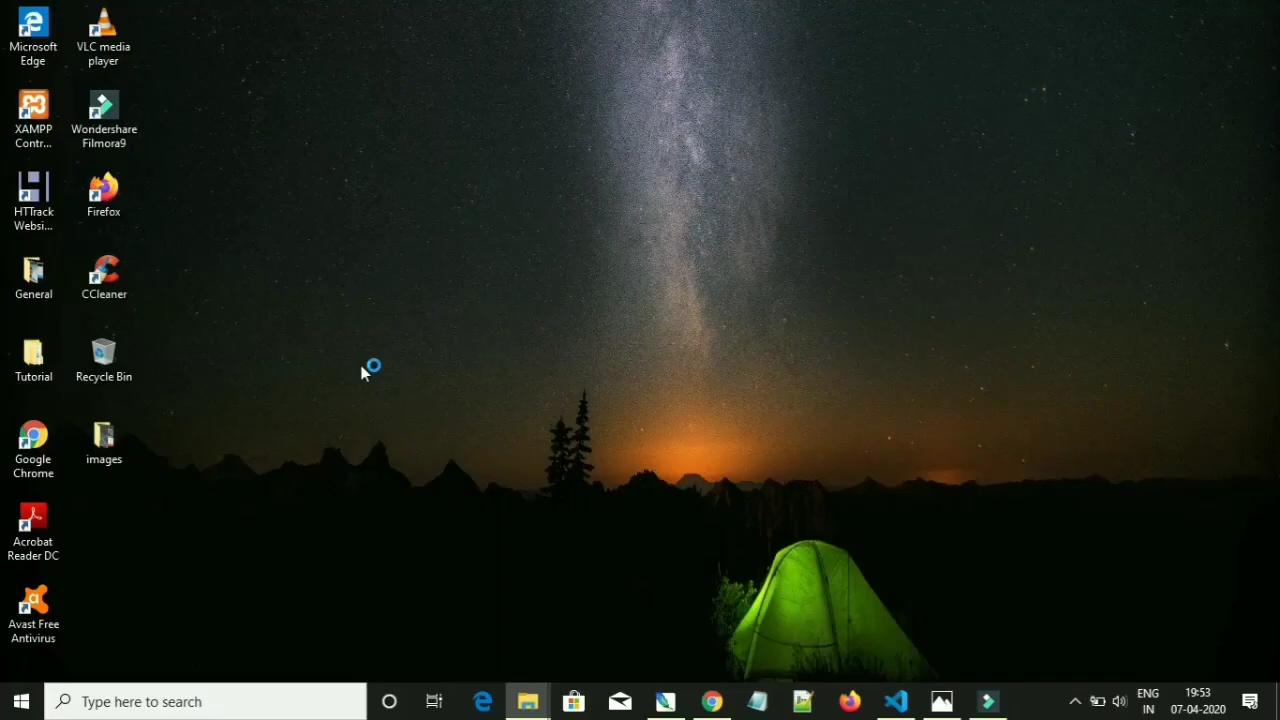 Microsoft
Edge
VLC media
player
XAMPP
Contr...
Wondershare
Filmora9
HTTrack
Websi...
Firefox
General
CCleaner
Tutorial
Recycle Bin
Google
Chrome
images
Acrobat
Reader DC
Avast Free
Antivirus
Type here to search
ENG
IN
19:53
07-04-2020